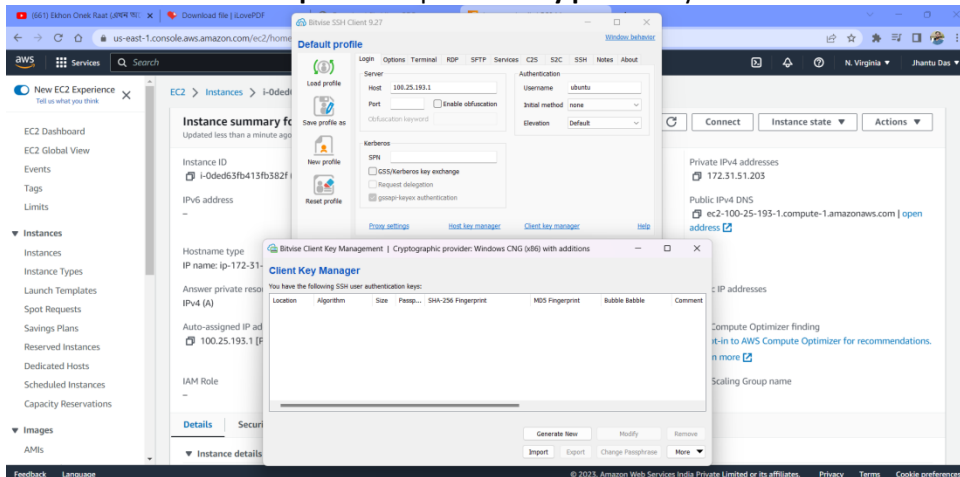 (661) Ekhon Onek Raat
Download file | iLovePDF
Bitvise SSH Client 9.27
us-east-1.console.aws.amazon.com/ec2/home
Default profile
Window behavior
aws
Services
Search
N. Virginia
Jhantu Das
Load profile
Save profile as
New profile
Reset profile
Login Options Terminal RDP SFTP Services C2S S2C SSH Notes About
Server
Host 100.25.193.1
Port
Enable obfuscation
Obfuscation keyword
Kerberos
SPN
GSS/Kerberos key exchange
Request delegation
gssapi-keyex authentication
Authentication
Username ubuntu
Initial method none
Elevation Default
Proxy settings
Host key manager
Client key manager
Help
New EC2 Experience
Tell us what you think
EC2 Dashboard
EC2 Global View
Events
Tags
Limits
Instances
Instances
Instance Types
Launch Templates
Spot Requests
Savings Plans
Reserved Instances
Dedicated Hosts
Scheduled Instances
Capacity Reservations
Images
AMIs
EC2 > Instances >
Instance summary
Updated less than a minute ago
Connect
Instance state
Actions
Instance ID
i-0ded63fb413fb382f
IPv6 address
–
Hostname type
IP name: ip-172-31-
Answer private
IPv4 (A)
Auto-assigned IP
100.25.193.1
IAM Role
–
Details
Instance details
Private IPv4 addresses
172.31.51.203
Public IPv4 DNS
ec2-100-25-193-1.compute-1.amazonaws.com | open
address
IP addresses
Compute Optimizer finding
to AWS Compute Optimizer for recommendations.
more
Scaling Group name
Bitvise Client Key Management | Cryptographic provider: Windows CNG (x86) with additions
Client Key Manager
You have the following SSH user authentication keys:
Location Algorithm Size Passp... SHA-256 Fingerprint MD5 Fingerprint Bubble Babble Comment
Generate New
Modify
Remove
Import
Export
Change Passphrase
More
Feedback Language
© 2023, Amazon Web Services India Private Limited or its affiliates. Privacy Terms Cookie preferences